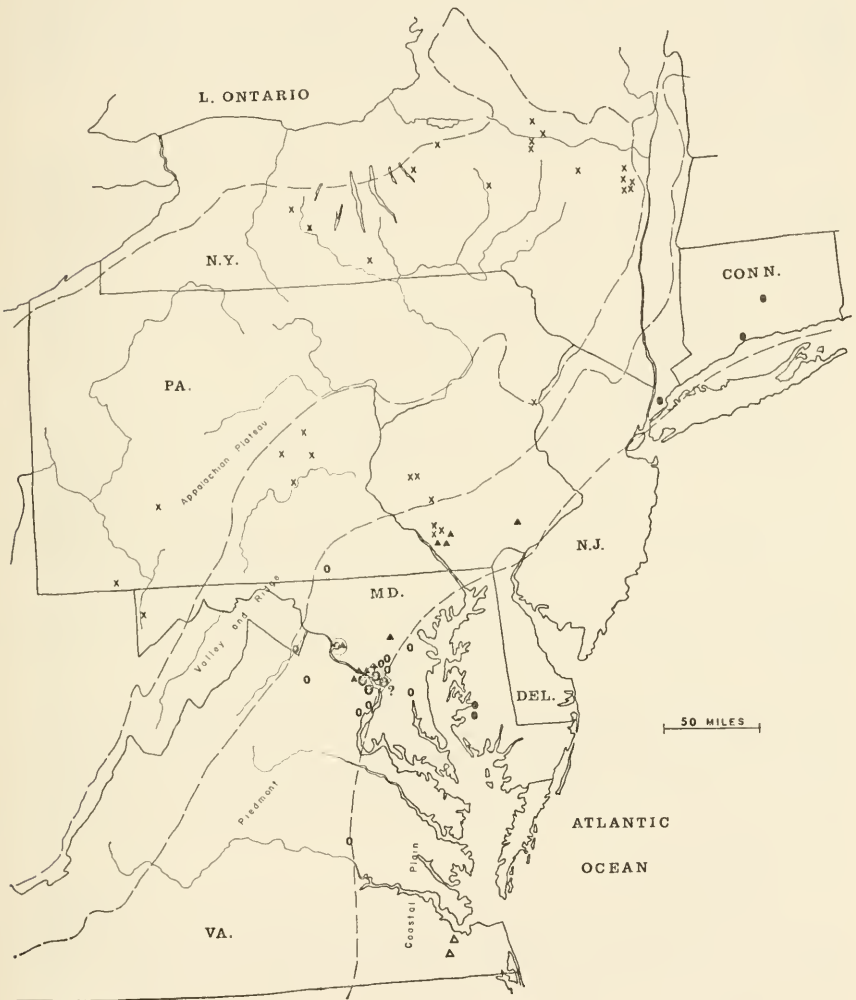 L. ONTARIO
N.Y.
CONN.
PA.
Appalachian Plateau
N.J.
MD.
Valley and Ridge
DEL.
?
50 MILES
Piedmont
ATLANTIC
OCEAN
Coastal Plain
VA.